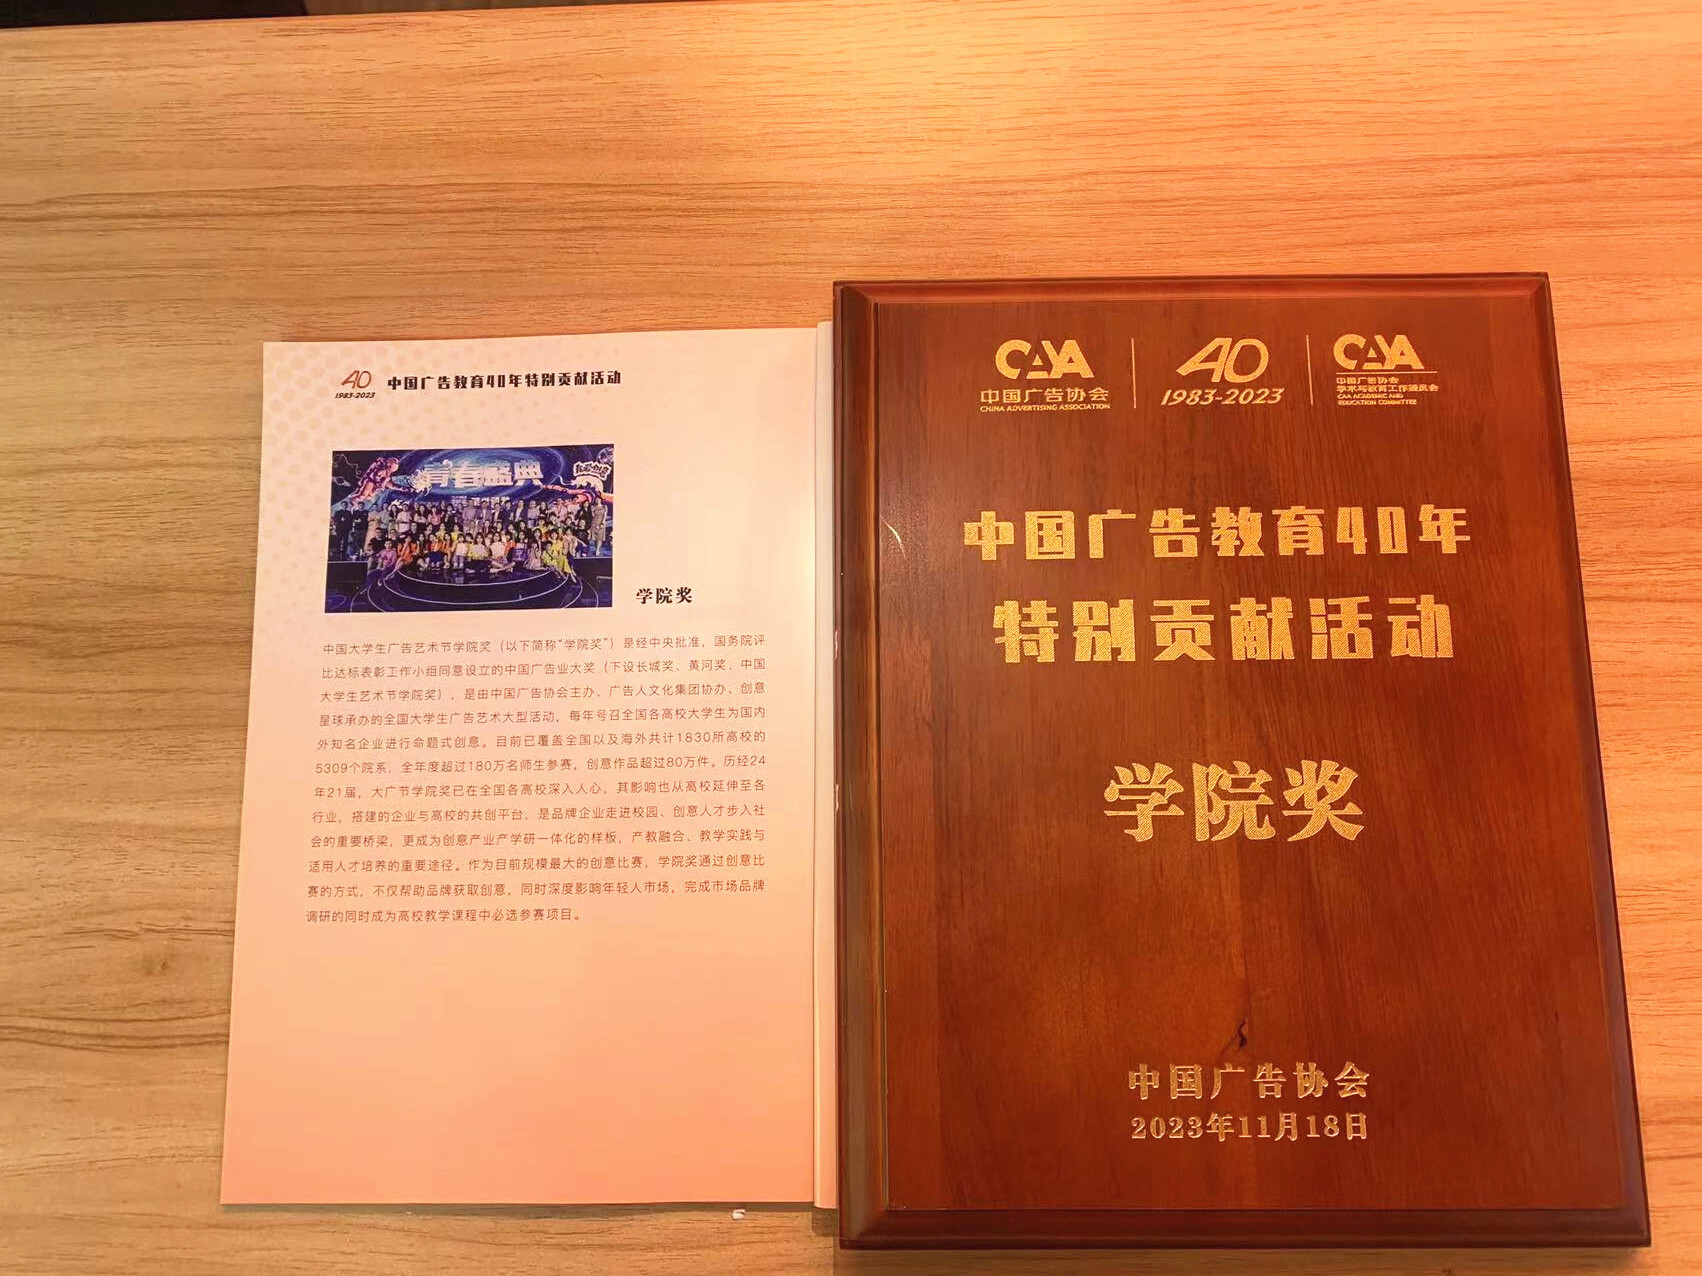 40
1983-2023
中国广告教育40年特别贡献活动
青春盛典
学院奖
中国大学生广告艺术节学院奖（以下简称“学院奖”）是经中央批准，国务院评
比达标表彰工作小组同意设立的中国广告业大奖（下设长城奖、黄河奖、中国
大学生艺术节学院奖），是由中国广告协会主办、广告人文化集团协办、创意
星球承办的全国大学生广告艺术大型活动，每年号召全国各高校大学生为国内
外知名企业进行命题式创意。目前已覆盖全国以及海外共计1830所高校的
5309个院系，全年度超过180万名师生参赛，创意作品超过80万件。历经24
年21届，大广节学院奖已在全国各高校深入人心，其影响也从高校延伸至各
行业，搭建的企业与高校的共创平台，是品牌企业走进校园、创意人才步入社
会的重要桥梁，更成为创意产业产学研一体化的样板，产教融合、教学实践与
适用人才培养的重要途径。作为目前规模最大的创意比赛，学院奖通过创意比
赛的方式，不仅帮助品牌获取创意，同时深度影响年轻人市场，完成市场品牌
调研的同时成为高校教学课程中必选参赛项目。
CAA
中国广告协会
CHINA ADVERTISING ASSOCIATION
40
1983-2023
CAA
中国广告协会
学术与教育工作委员会
CAA ACADEMIC AND
EDUCATION COMMITTEE
中国广告教育40年
特别贡献活动
学院奖
中国广告协会
2023年11月18日